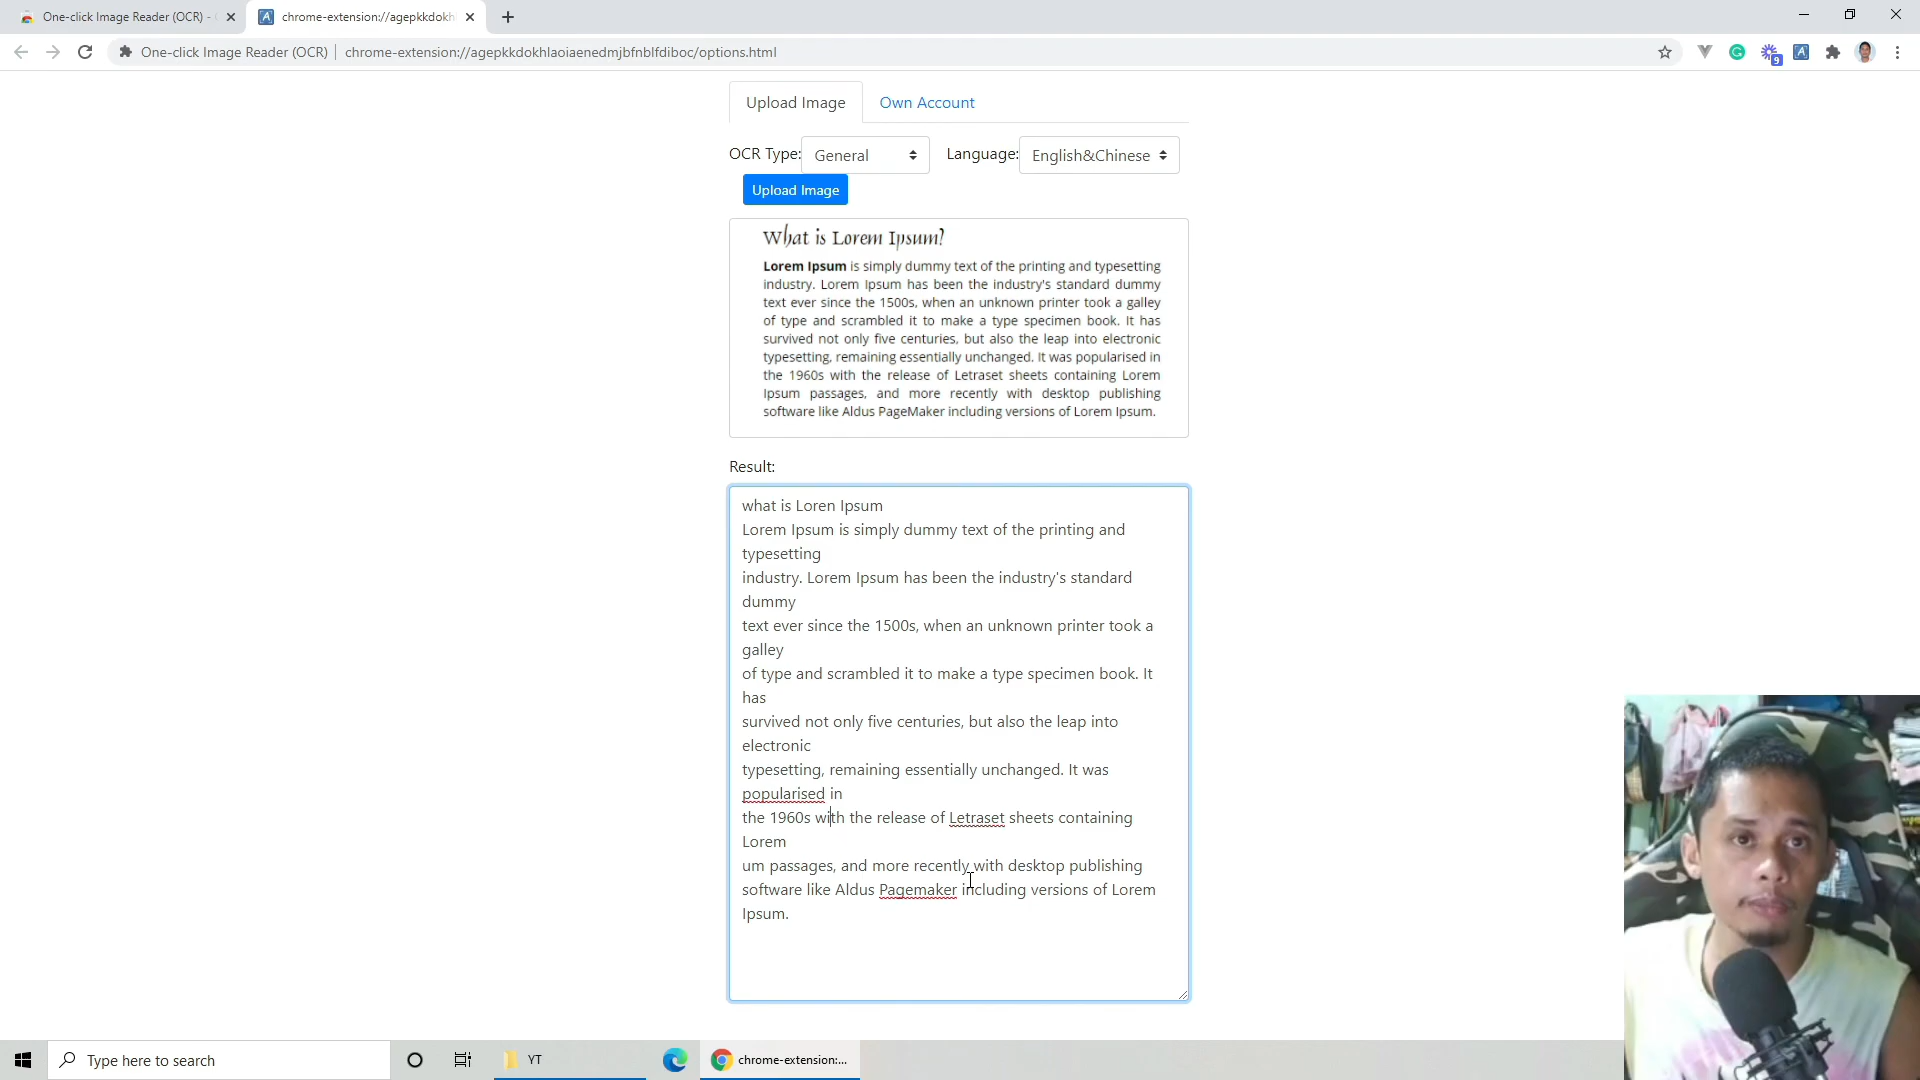 One-click Image Reader (OCR) -
chrome-extension://agepkkdokh
One-click Image Reader (OCR) | chrome-extension://agepkkdokhlaoiaenedmjbfnblfdiboc/options.html
9
Upload Image Own Account
OCR Type: General Language: English&Chinese
Upload Image
What is Lorem Ipsum?
Lorem Ipsum is simply dummy text of the printing and typesetting
industry. Lorem Ipsum has been the industry's standard dummy
text ever since the 1500s, when an unknown printer took a galley
of type and scrambled it to make a type specimen book. It has
survived not only five centuries, but also the leap into electronic
typesetting, remaining essentially unchanged. It was popularised in
the 1960s with the release of Letraset sheets containing Lorem
Ipsum passages, and more recently with desktop publishing
software like Aldus PageMaker including versions of Lorem Ipsum.
Result:
what is Loren Ipsum
Lorem Ipsum is simply dummy text of the printing and
typesetting
industry. Lorem Ipsum has been the industry's standard
dummy
text ever since the 1500s, when an unknown printer took a
galley
of type and scrambled it to make a type specimen book. It
has
survived not only five centuries, but also the leap into
electronic
typesetting, remaining essentially unchanged. It was
popularised in
the 1960s with the release of Letraset sheets containing
Lorem
um passages, and more recently with desktop publishing
software like Aldus Pagemaker including versions of Lorem
Ipsum.
Type here to search
YT
chrome-extension:...